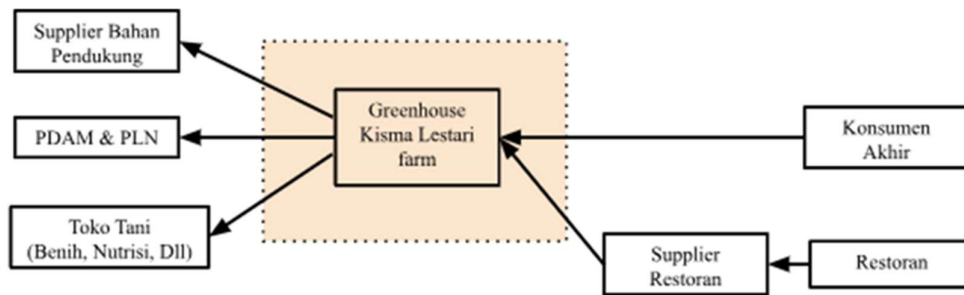 Supplier Bahan
Pendukung
PDAM & PLN
Toko Tani
(Benih, Nutrisi, Dll)
Greenhouse
Kisma Lestari
farm
Konsumen
Akhir
Supplier
Restoran
Restoran